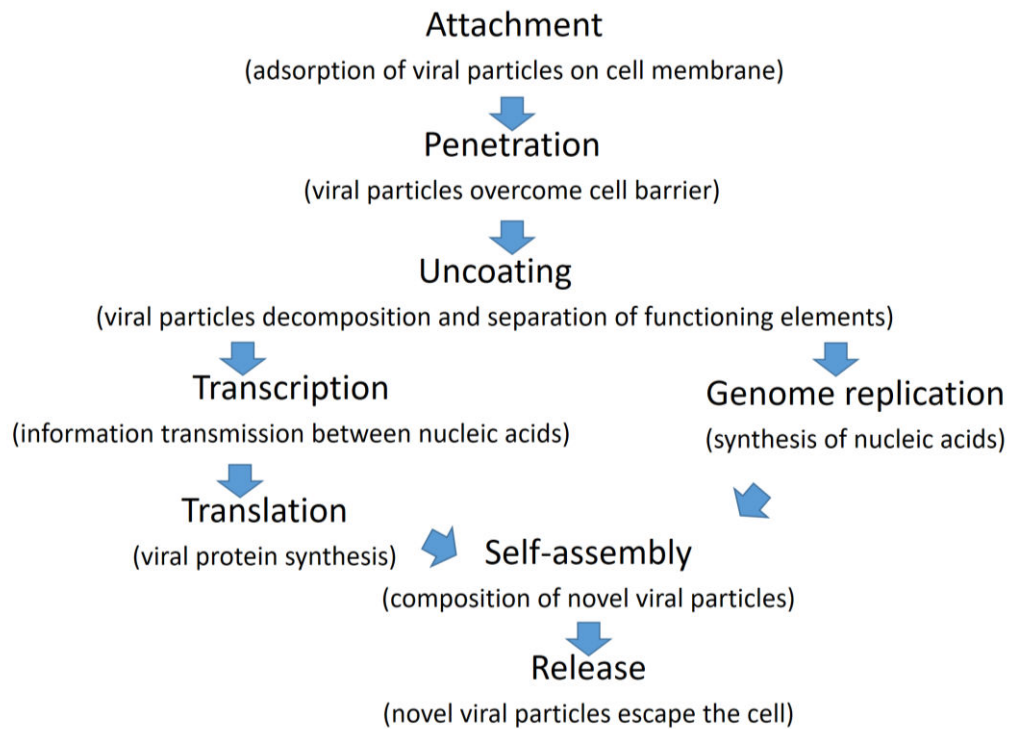 Attachment
(adsorption of viral particles on cell membrane)
Penetration
(viral particles overcome cell barrier)
Uncoating
(viral particles decomposition and separation of functioning elements)
Transcription
(information transmission between nucleic acids)
Genome replication
(synthesis of nucleic acids)
Translation
(viral protein synthesis)
Self-assembly
(composition of novel viral particles)
Release
(novel viral particles escape the cell)